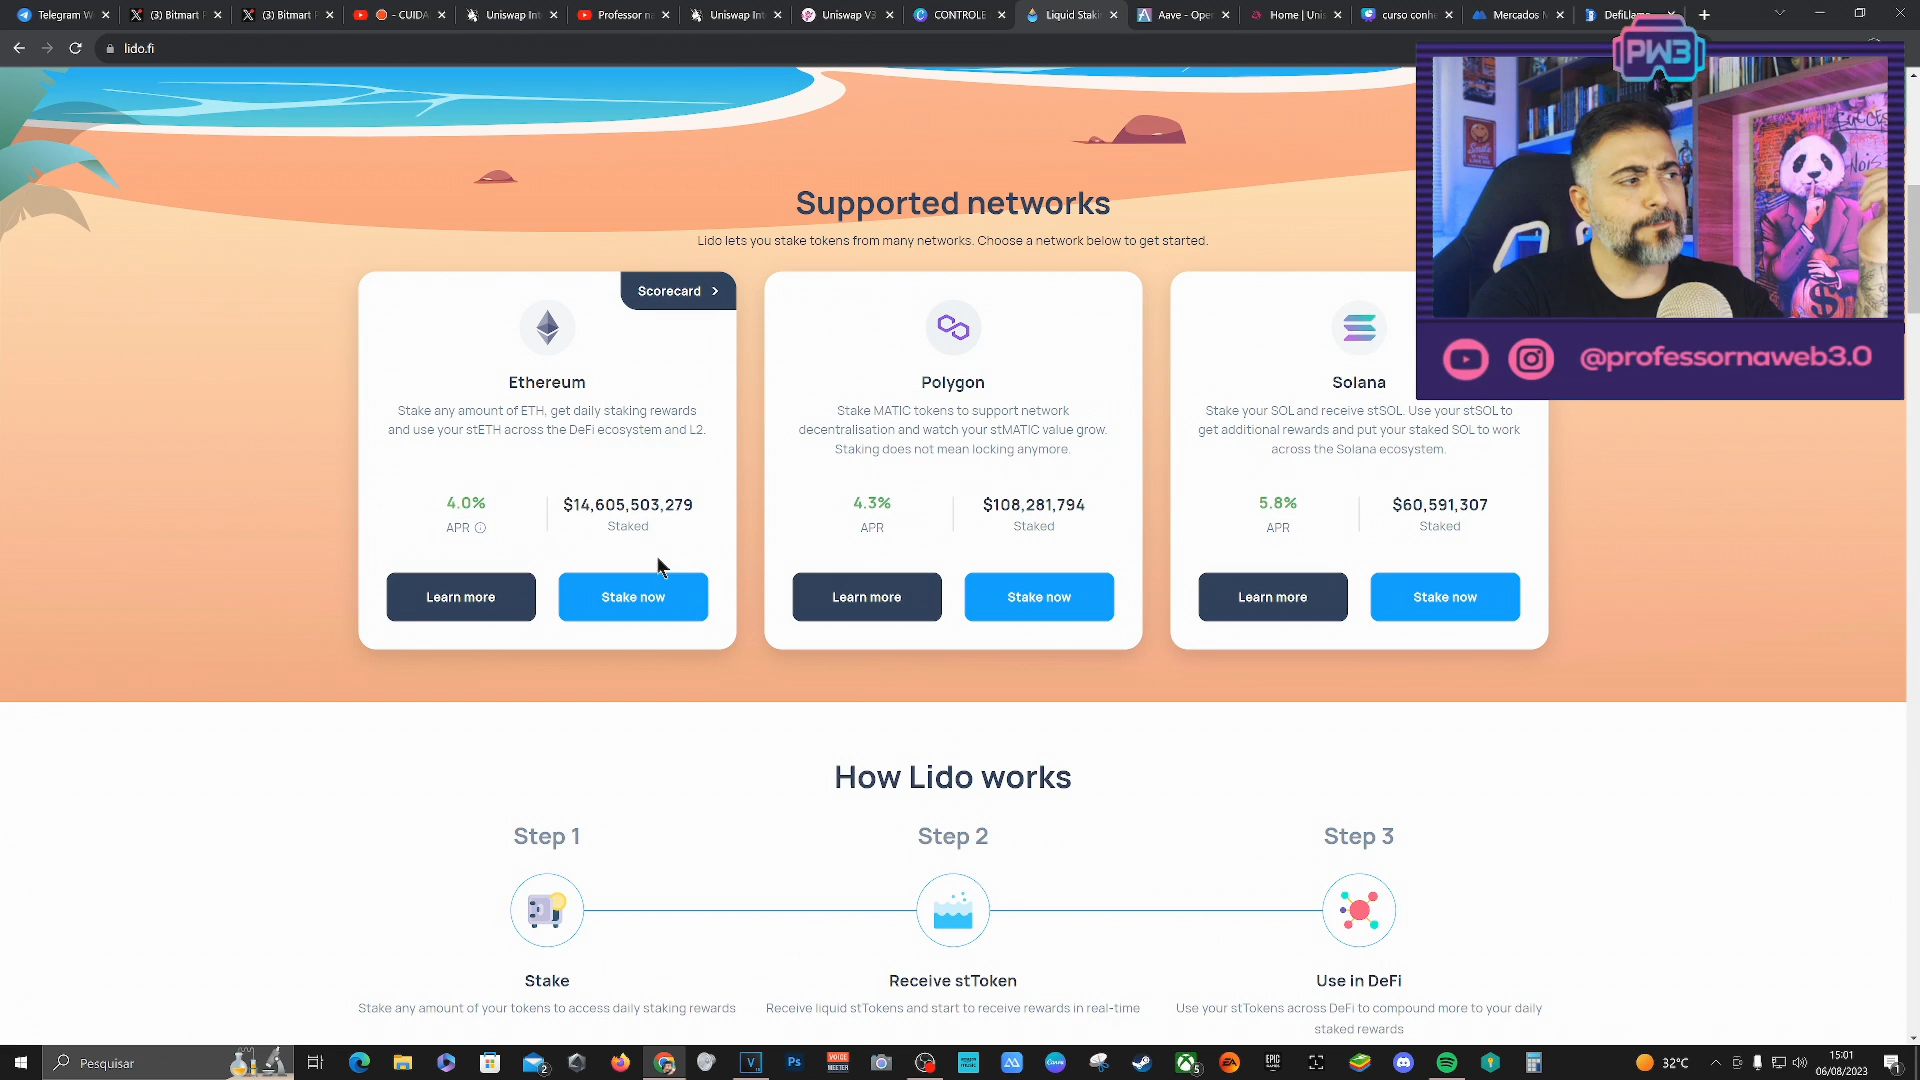 Telegram W
(3) Bitmart F
(3) Bitmart F
- CUIDA
Uniswap Int
Professor n
Uniswap Int
Uniswap V3
CONTROLE
Liquid Staki
Aave - Oper
Home | Unis
curso conhe
Mercados N
DefiLlama
lido.fi
PW3
@professornaweb3.0
Supported networks
Lido lets you stake tokens from many networks. Choose a network below to get started.
Scorecard >
Ethereum
Stake any amount of ETH, get daily staking rewards
and use your stETH across the DeFi ecosystem and L2.
4.0%
$14,605,503,279
APR
Staked
Learn more
Stake now
Polygon
Stake MATIC tokens to support network
decentralisation and watch your stMATIC value grow.
Staking does not mean locking anymore.
4.3%
$108,281,794
APR
Staked
Learn more
Stake now
Solana
Stake your SOL and receive stSOL. Use your stSOL to
get additional rewards and put your staked SOL to work
across the Solana ecosystem.
5.8%
$60,591,307
APR
Staked
Learn more
Stake now
How Lido works
Step 1
Step 2
Step 3
Stake
Receive stToken
Use in DeFi
Stake any amount of your tokens to access daily staking rewards
Receive liquid stTokens and start to receive rewards in real-time
Use your stTokens across DeFi to compound more to your daily
staked rewards
Pesquisar
32°C
15:01
06/08/2023